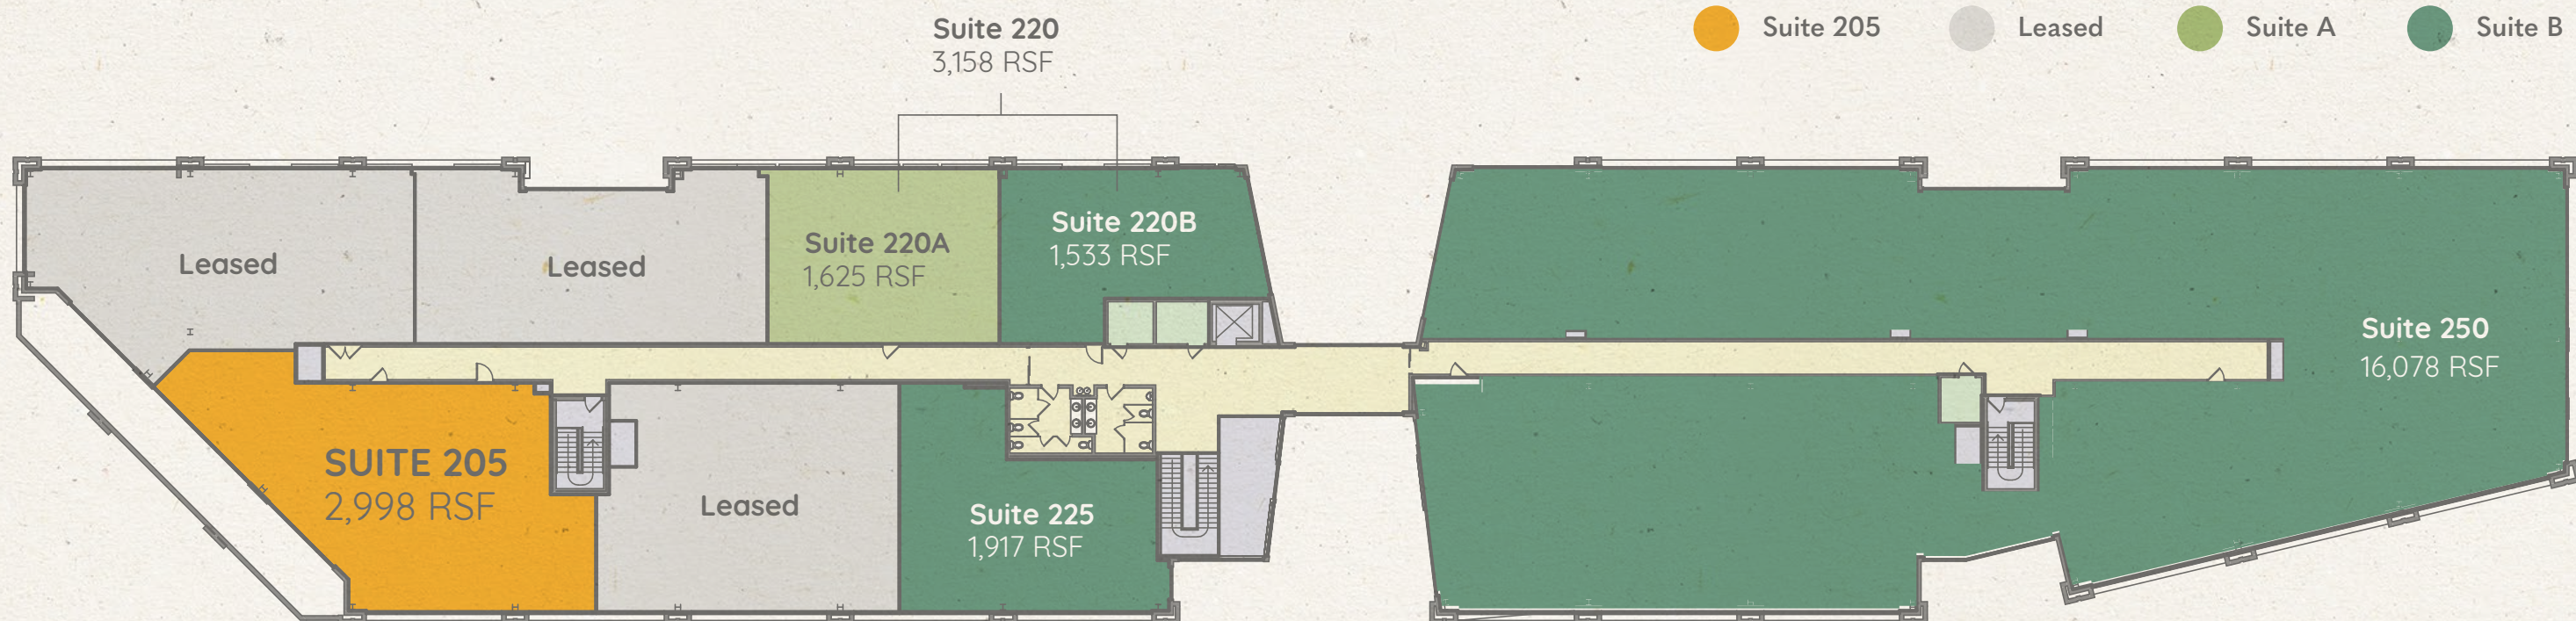 Suite 220
3,158 RSF
Suite 205
Leased
Suite A
Suite B
Leased
Leased
Suite 220A
1,625 RSF
Suite 220B
1,533 RSF
Suite 250
16,078 RSF
SUITE 205
2,998 RSF
Leased
Suite 225
1,917 RSF